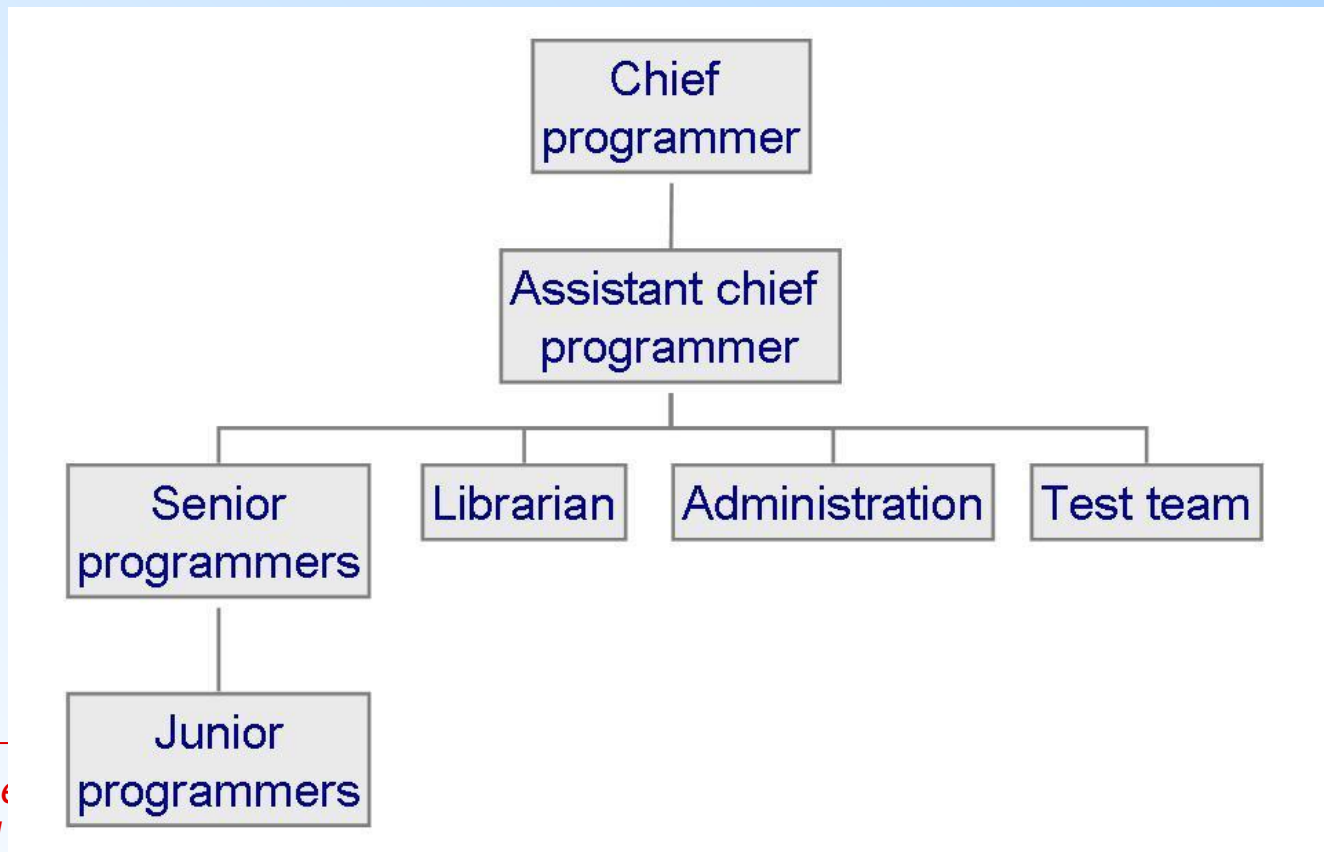 Chief
programmer
Assistant chief
programmer
Senior
programmers
Librarian
Administration
Test team
Junior
programmers